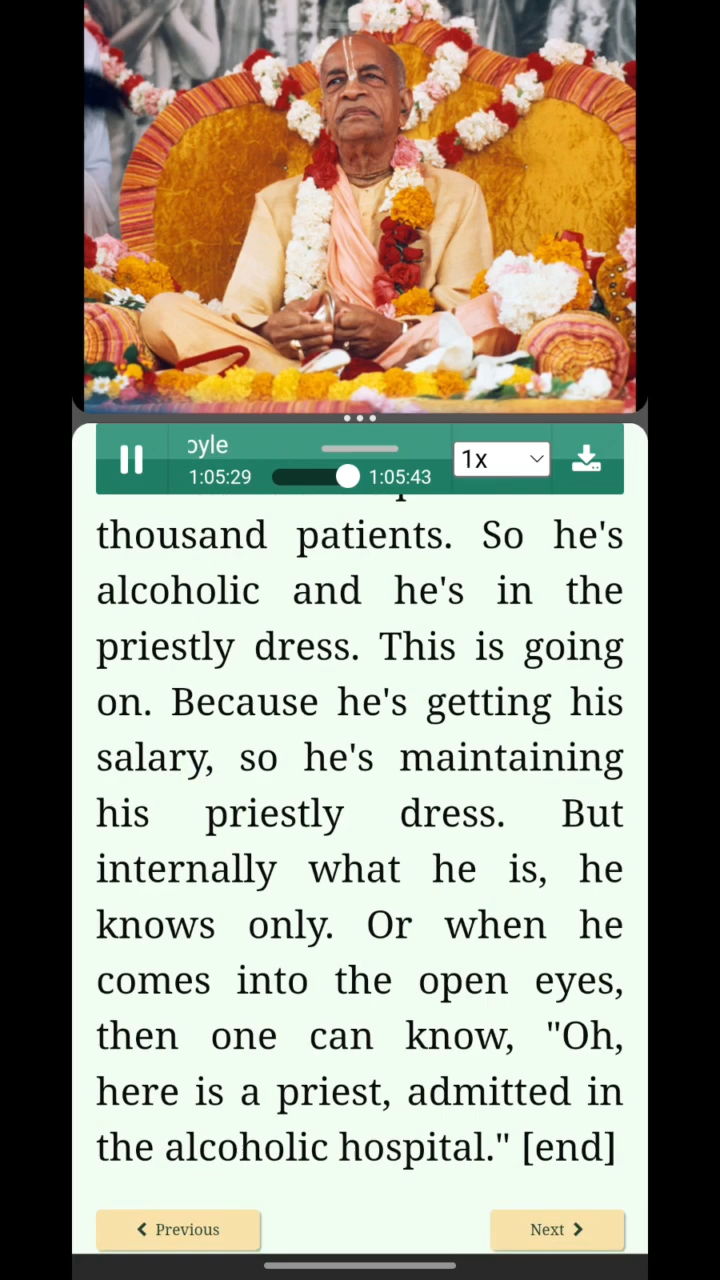 oyle
1x
1:05:29
1:05:43
thousand patients. So he's
alcoholic and he's in the
priestly dress. This is going
on. Because he's getting his
salary, so he's maintaining
his priestly dress. But
internally what he is, he
knows only. Or when he
comes into the open eyes,
then one can know, "Oh,
here is a priest, admitted in
the alcoholic hospital." [end]
Previous
Next